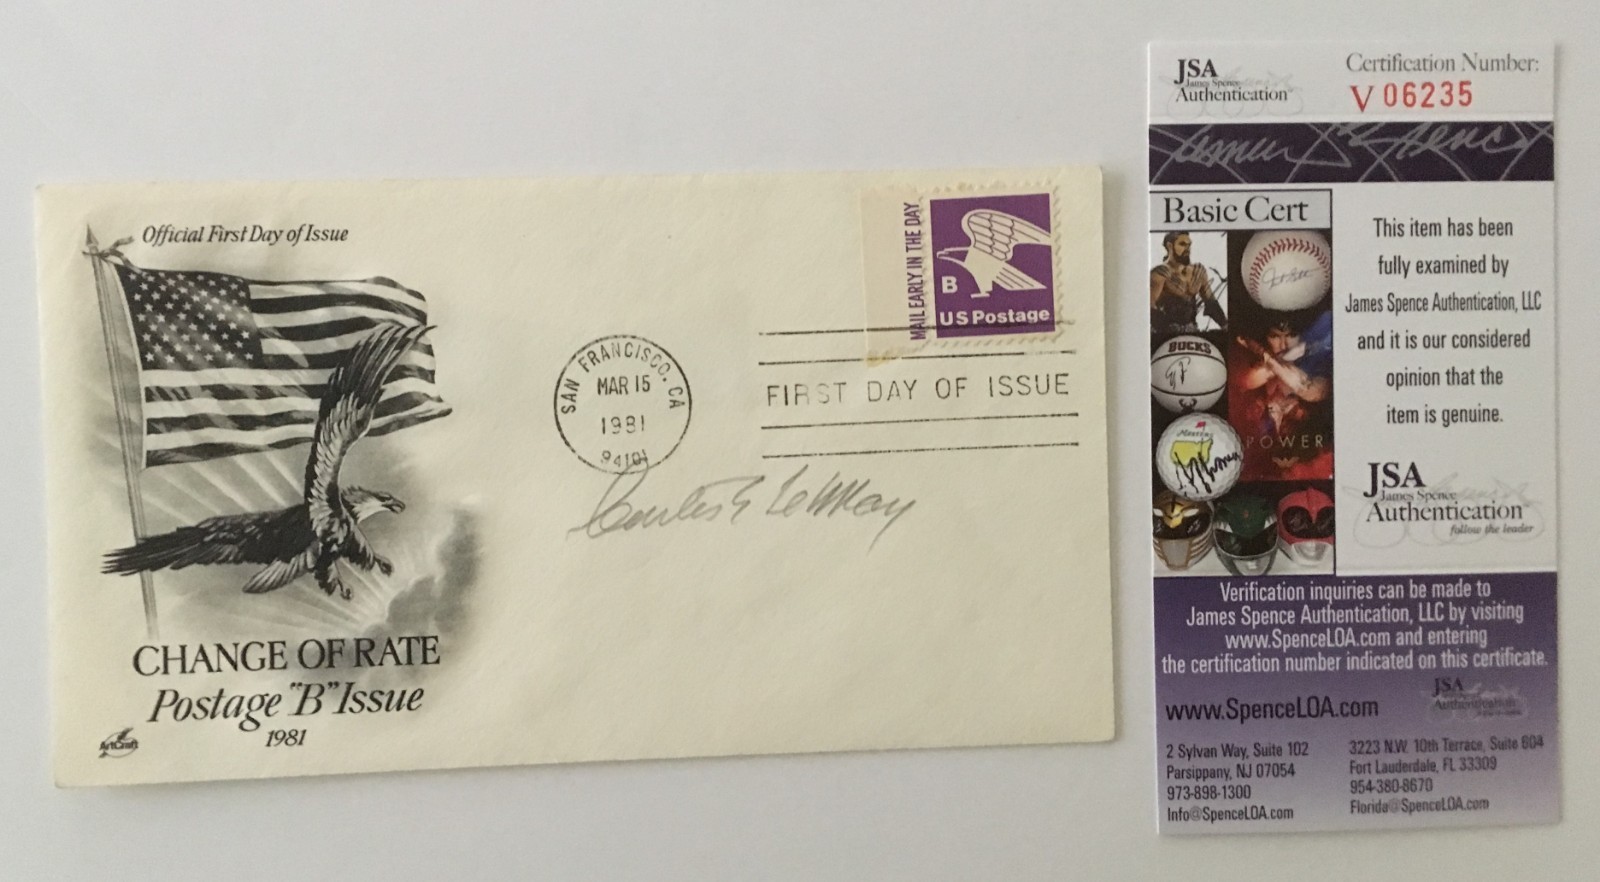 Official First Day of Issue
MAIL EARLY IN THE DAY
B
US Postage
SAN FRANCISCO, CA
MAR 15
1981
94101
FIRST DAY OF ISSUE
Curtis E LeMay
CHANGE OF RATE
Postage "B" Issue
1981
ArtCraft
JSA
James Spence
Authentication
Certification Number:
V 06235
Basic Cert
This item has been
fully examined by
James Spence Authentication, LLC
and it is our considered
opinion that the
item is genuine.
BUCKS
Masters
POWER
JSA
James Spence
Authentication
follow the leader
Verification inquiries can be made to
James Spence Authentication, LLC by visiting
www.SpenceLOA.com and entering
the certification number indicated on this certificate.
JSA
Authentication
www.SpenceLOA.com
2 Sylvan Way, Suite 102
Parsippany, NJ 07054
973-898-1300
Info@SpenceLOA.com
3223 N.W. 10th Terrace, Suite 604
Fort Lauderdale, FL 33309
954-380-8670
Florida@SpenceLOA.com